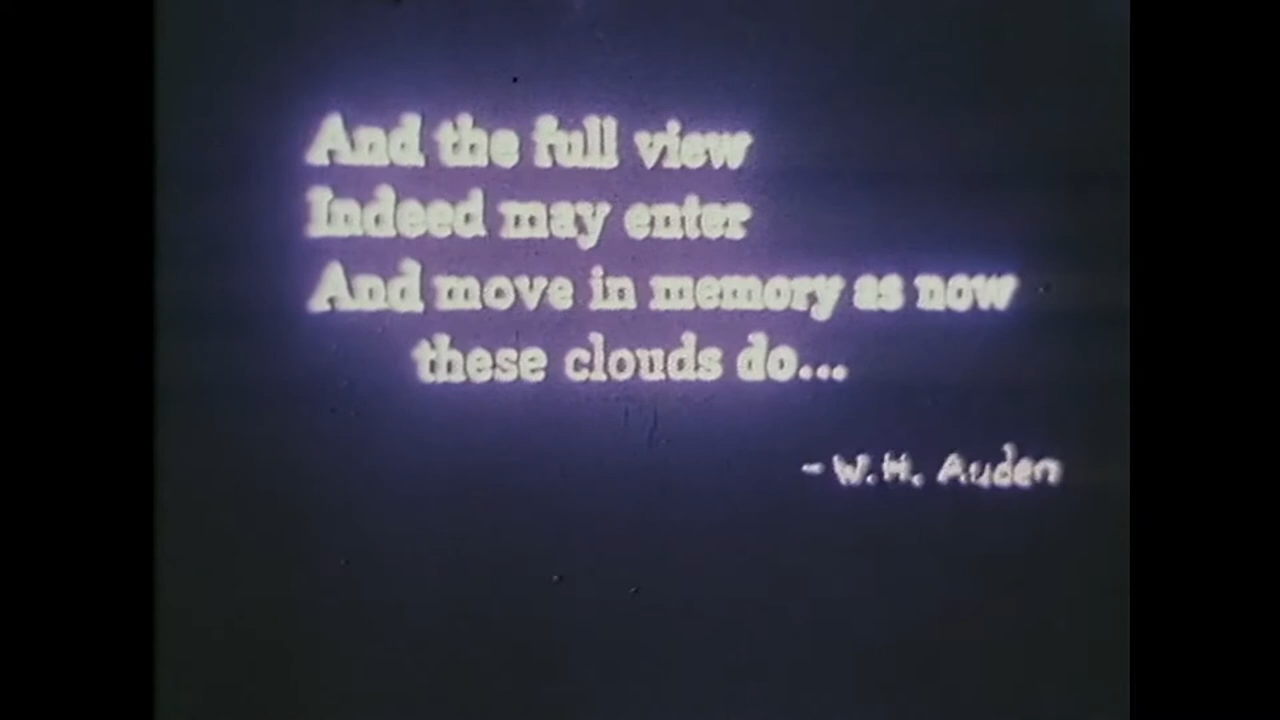 And the full view
Indeed may enter
And move in memory as now
these clouds do...
- W.H. Auden